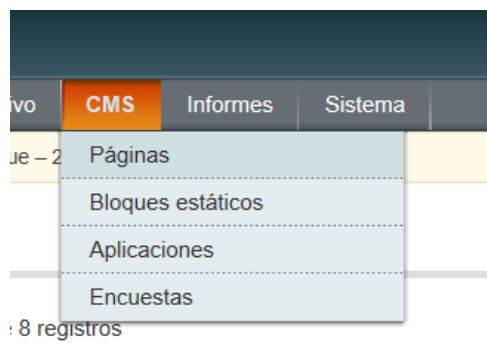 ivo CMS Informes Sistema
ue – 2 Páginas
Bloques estáticos
Aplicaciones
Encuestas
8 registros